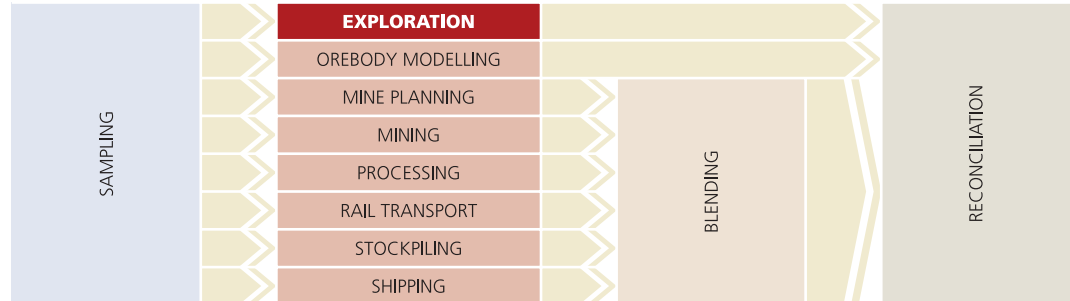 SAMPLING
EXPLORATION
OREBODY MODELLING
MINE PLANNING
MINING
PROCESSING
RAIL TRANSPORT
STOCKPILING
SHIPPING
BLENDING
RECONCILIATION